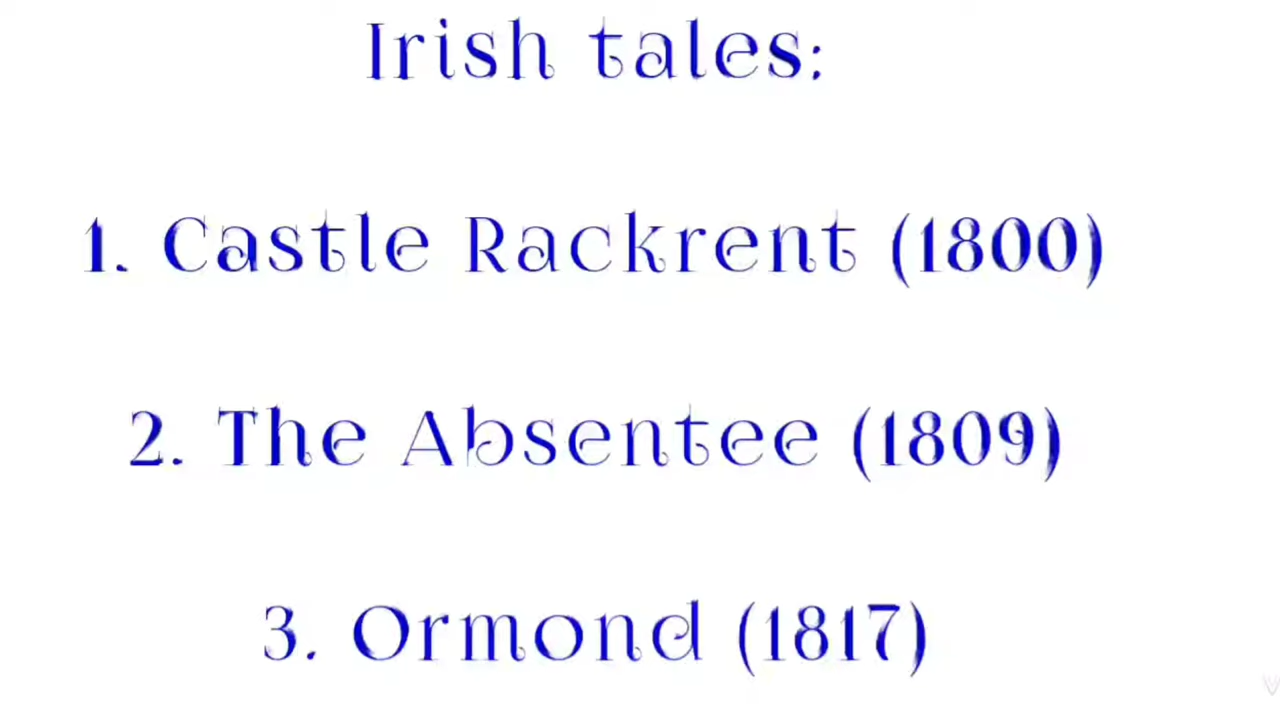 Irish tales:
1. Castle Rackrent (1800)
2. The Absentee (1809)
3. Ormond (1817)